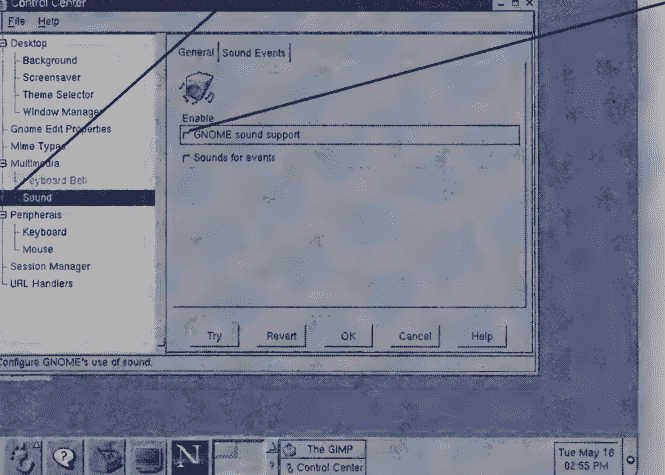 Control Center
File Help
Desktop
Background
Screensaver
Theme Selector
Window Manager
Gnome Edit Properties
Mime Types
Multimedia
Keyboard Bell
Sound
Peripherals
Keyboard
Mouse
Session Manager
URL Handlers
General Sound Events
Enable
GNOME sound support
Sounds for events
Try Revert OK Cancel Help
Configure GNOME's use of sound.
N
The GIMP
Control Center
Tue May 16
02:55 PM